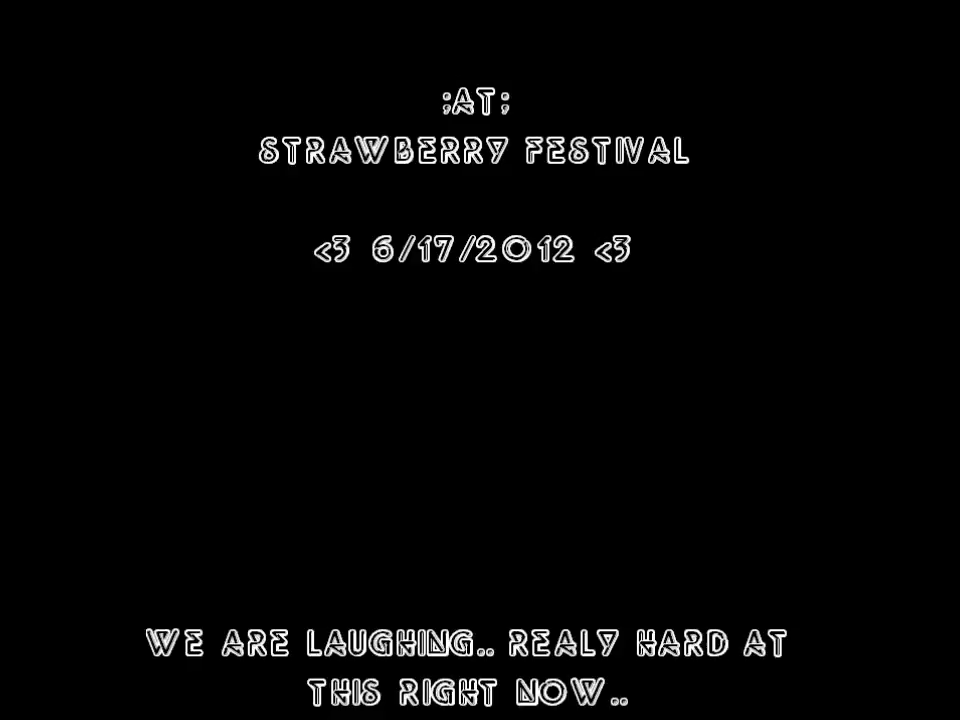 ;AT;
STRAWBERRY FESTIVAL
<3 6/17/2012 <3
WE ARE LAUGHING.. REALY HARD AT
THIS RIGHT NOW..